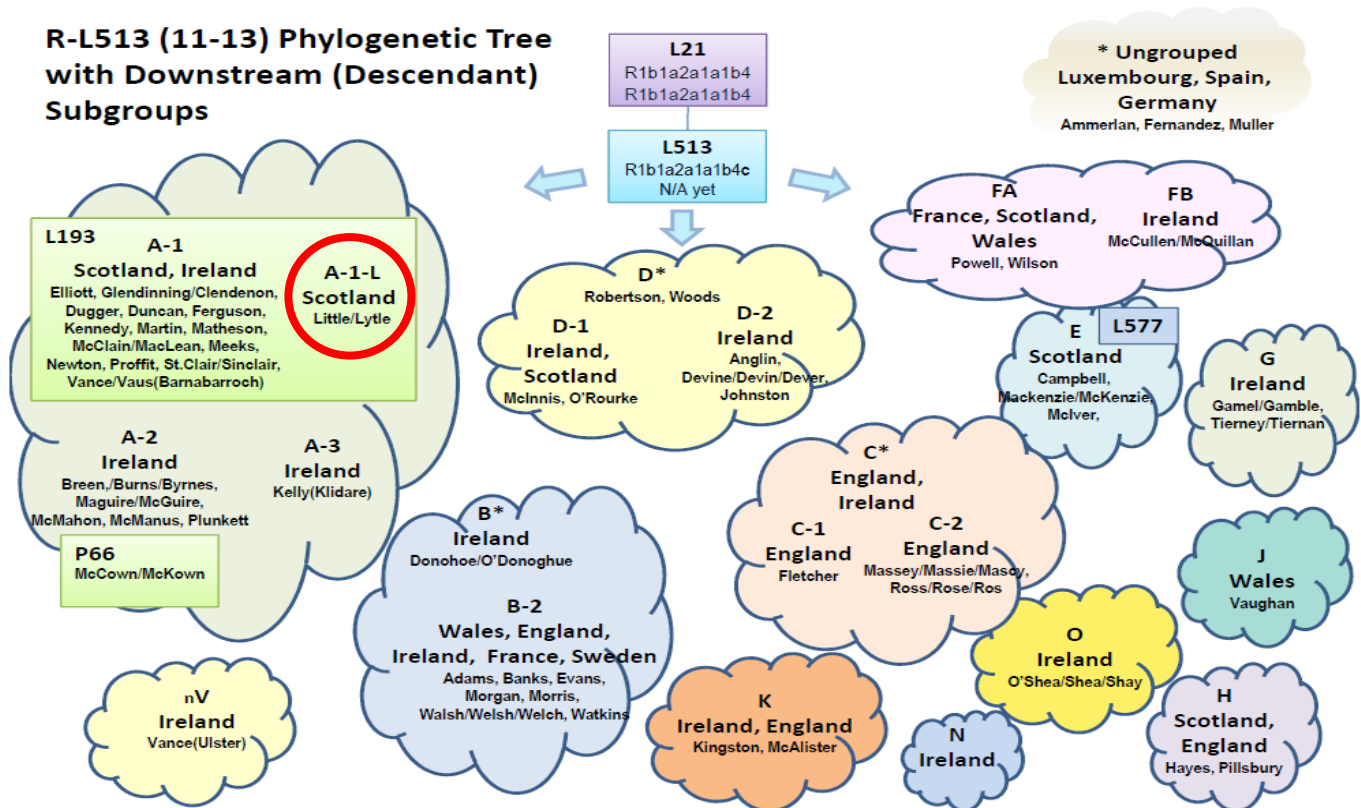 R-L513 (11-13) Phylogenetic Tree
with Downstream (Descendant)
Subgroups
L21
R1b1a2a1a1b4
R1b1a2a1a1b4
L513
R1b1a2a1a1b4c
N/A yet
* Ungrouped
Luxembourg, Spain,
Germany
Ammerlan, Fernandez, Muller
L193
A-1
Scotland, Ireland
Elliott, Glendinning/Clendenon,
Dugger, Duncan, Ferguson,
Kennedy, Martin, Matheson,
McClain/MacLean, Meeks,
Newton, Proffit, St.Clair/Sinclair,
Vance/Vaus(Barnabarroch)
A-1-L
Scotland
Little/Lytle
A-2
Ireland
Breen,/Burns/Byrnes,
Maguire/McGuire,
McMahon, McManus, Plunkett
A-3
Ireland
Kelly(Klidare)
P66
McCown/McKown
nV
Ireland
Vance(Ulster)
D*
Robertson, Woods
D-1
Ireland,
Scotland
McInnis, O'Rourke
D-2
Ireland
Anglin,
Devine/Devin/Dever,
Johnston
B*
Ireland
Donohoe/O'Donoghue
B-2
Wales, England,
Ireland, France, Sweden
Adams, Banks, Evans,
Morgan, Morris,
Walsh/Welsh/Welch, Watkins
FA
France, Scotland,
Wales
Powell, Wilson
FB
Ireland
McCullen/McQuillan
L577
E
Scotland
Campbell,
Mackenzie/McKenzie,
McIver,
G
Ireland
Gamel/Gamble,
Tierney/Tiernan
C*
England,
Ireland
C-1
England
Fletcher
C-2
England
Massey/Massie/Mascy,
Ross/Rose/Ros
J
Wales
Vaughan
O
Ireland
O'Shea/Shea/Shay
K
Ireland, England
Kingston, McAlister
N
Ireland
H
Scotland,
England
Hayes, Pillsbury